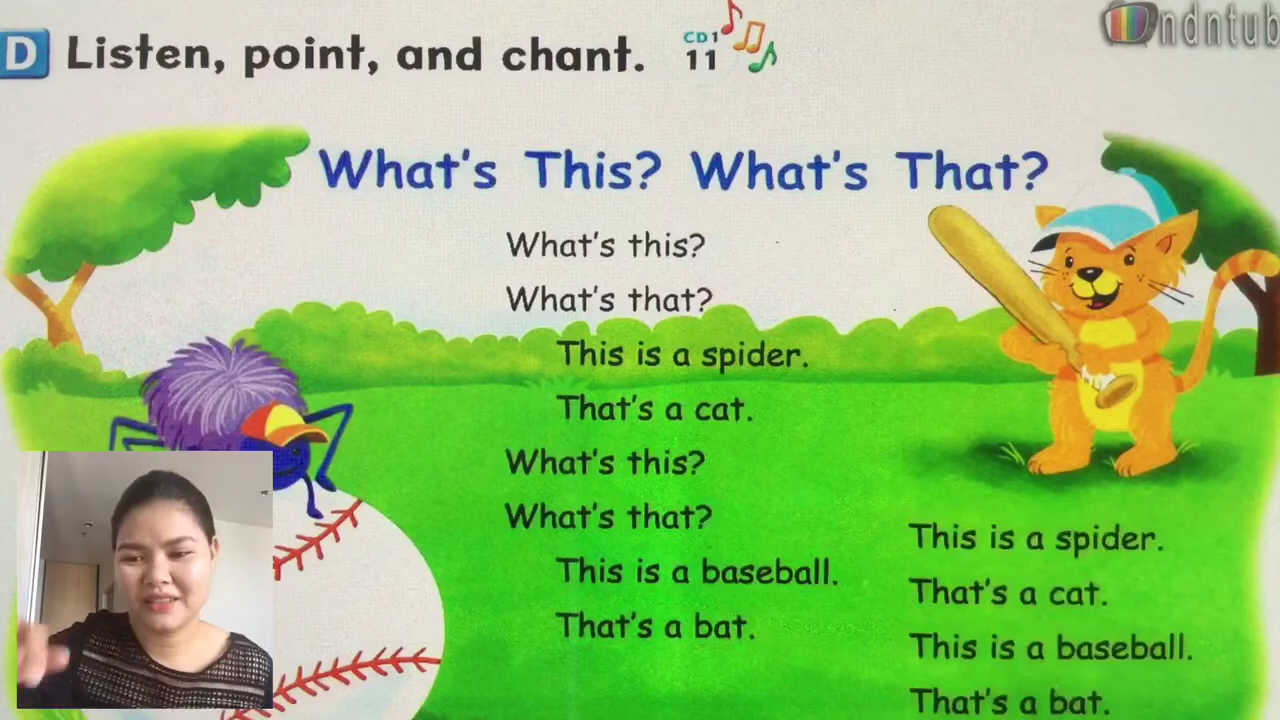 D Listen, point, and chant. CD1 11
ndntub
What's This? What's That?
What's this?
What's that?
This is a spider.
That's a cat.
What's this?
What's that?
This is a baseball.
That's a bat.
This is a spider.
That's a cat.
This is a baseball.
That's a bat.